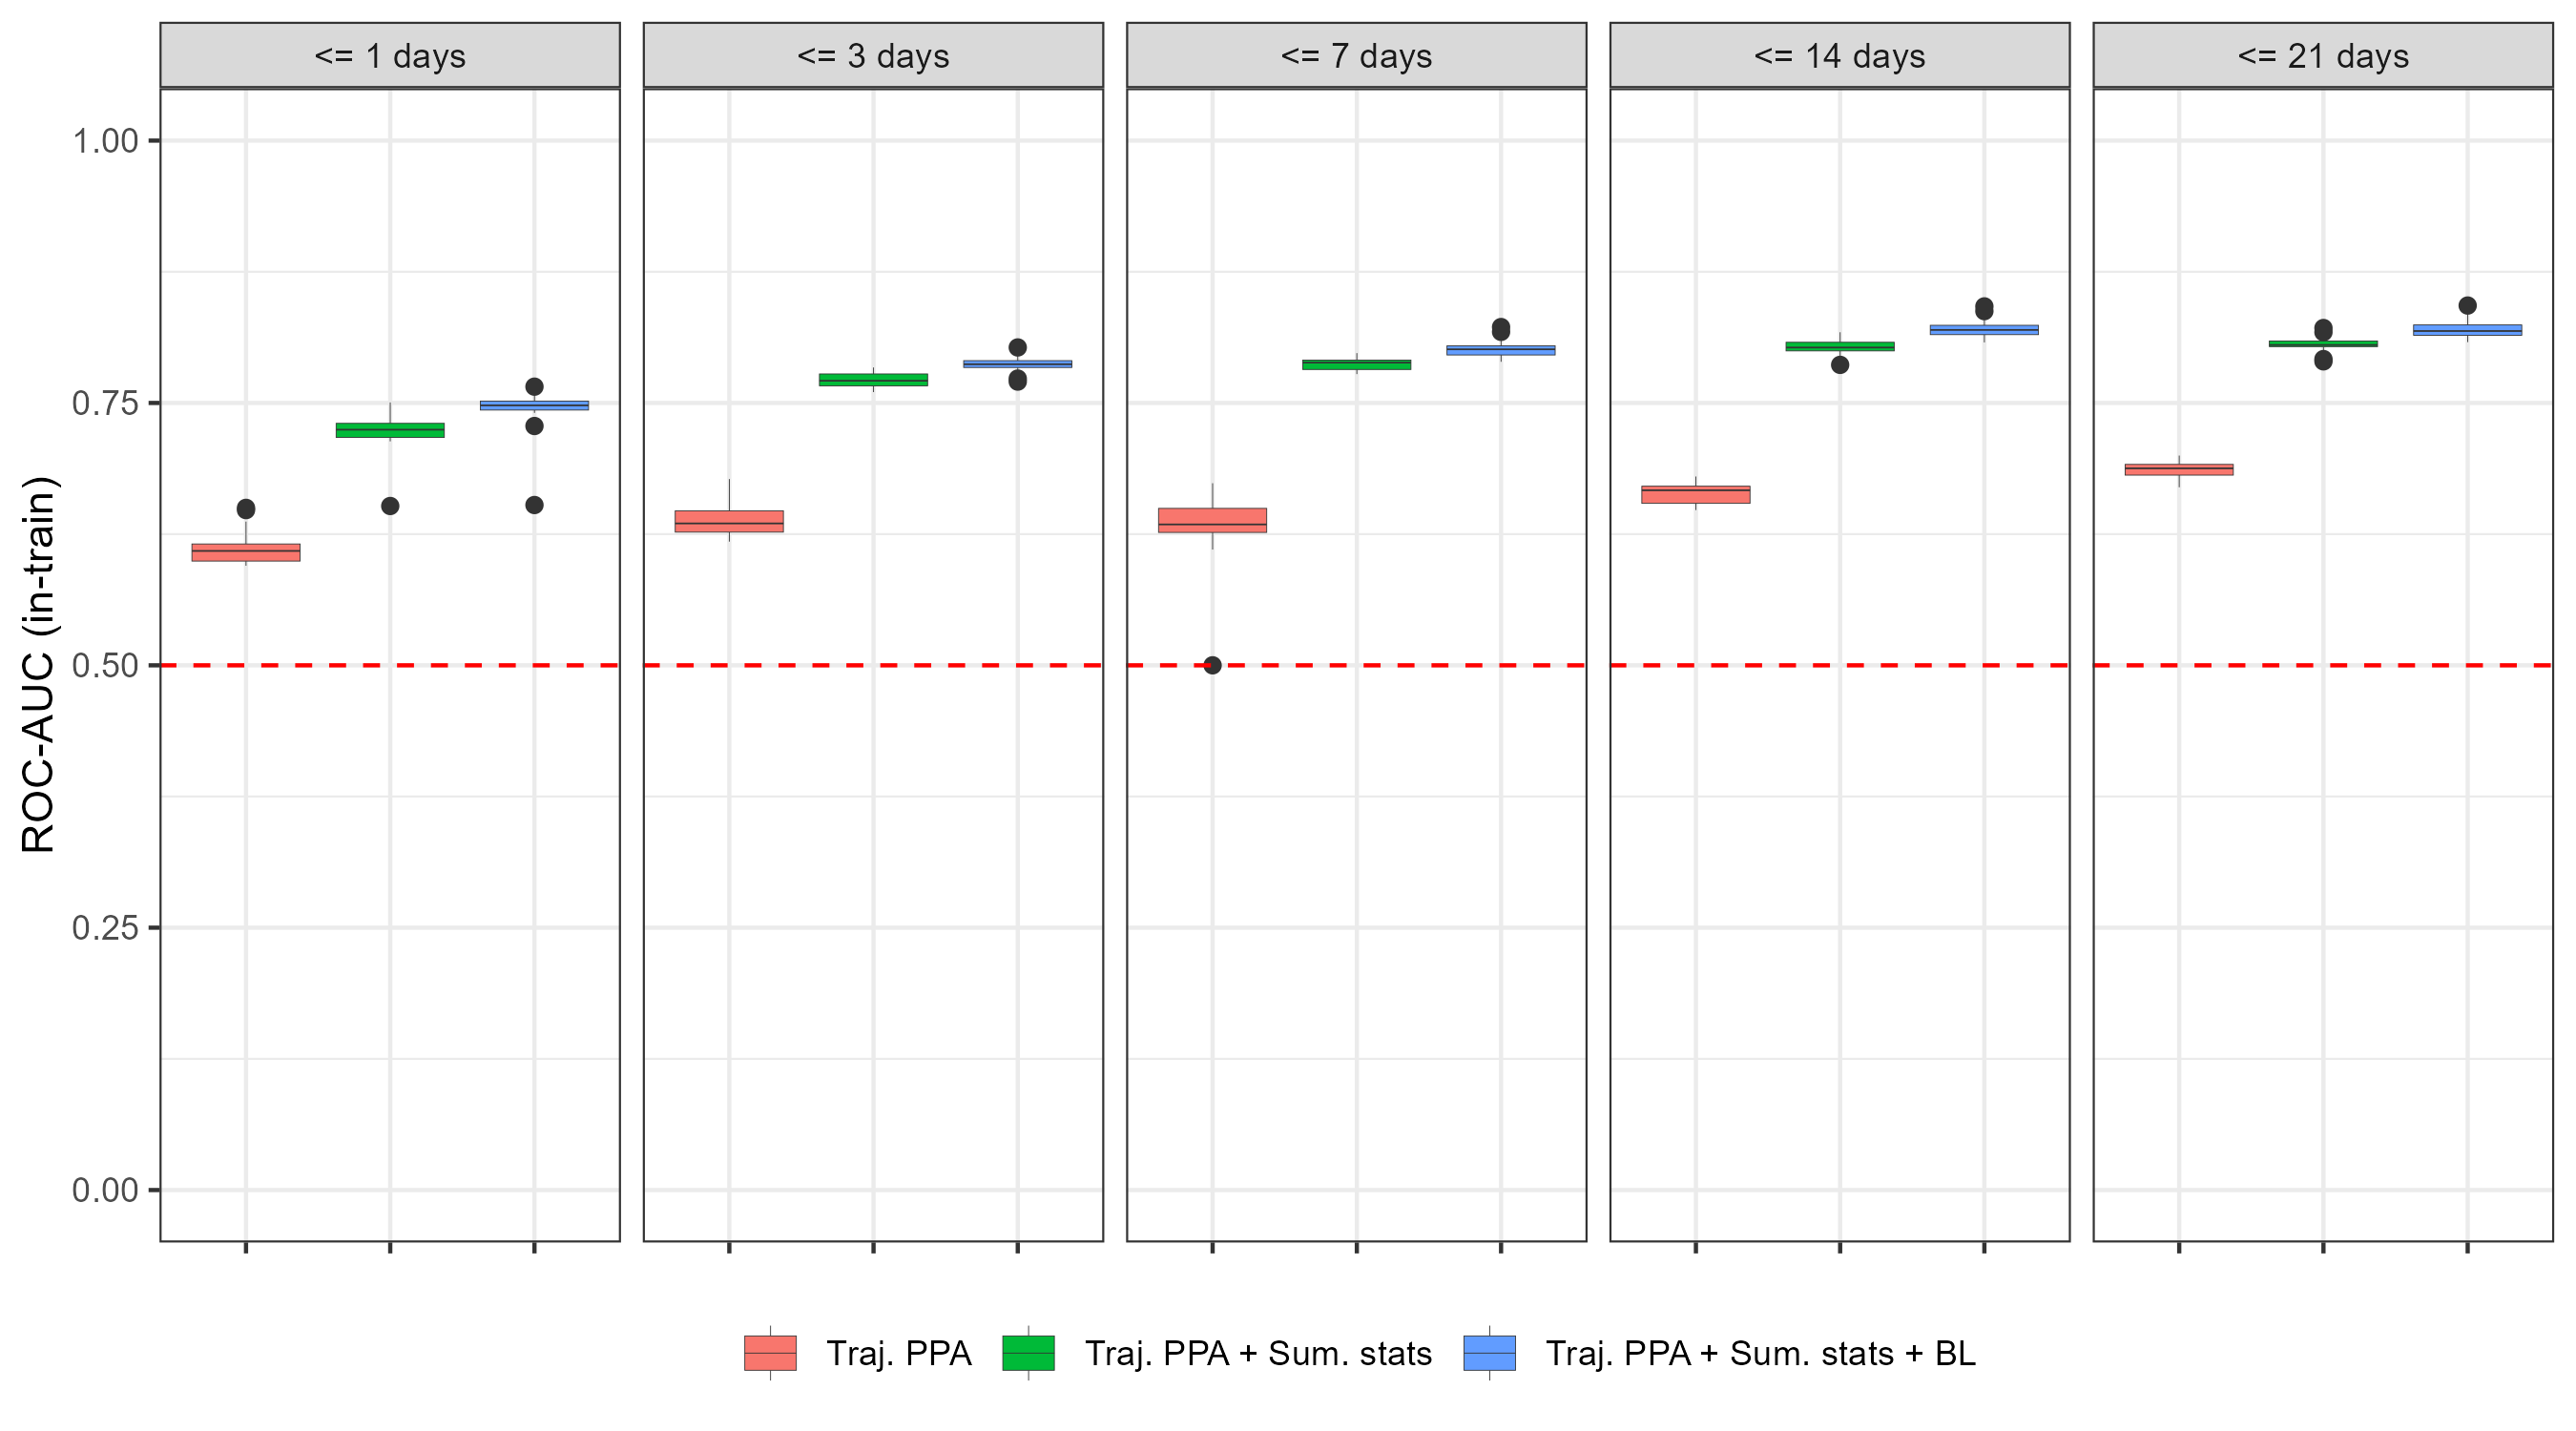 <= 1 days
<= 3 days
<= 7 days
<= 14 days
<= 21 days
ROC-AUC (in-train)
1.00
0.75
0.50
0.25
0.00
Traj. PPA
Traj. PPA + Sum. stats
Traj. PPA + Sum. stats + BL